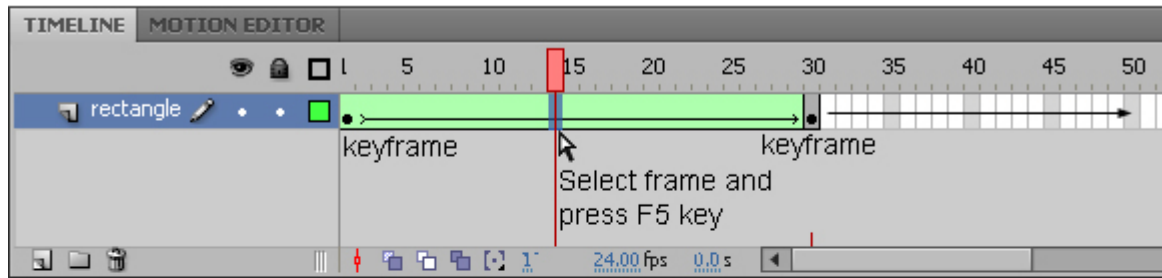 TIMELINE MOTION EDITOR
1 5 10 15 20 25 30 35 40 45 50
rectangle
keyframe keyframe
Select frame and
press F5 key
24.00 fps 0.0 s